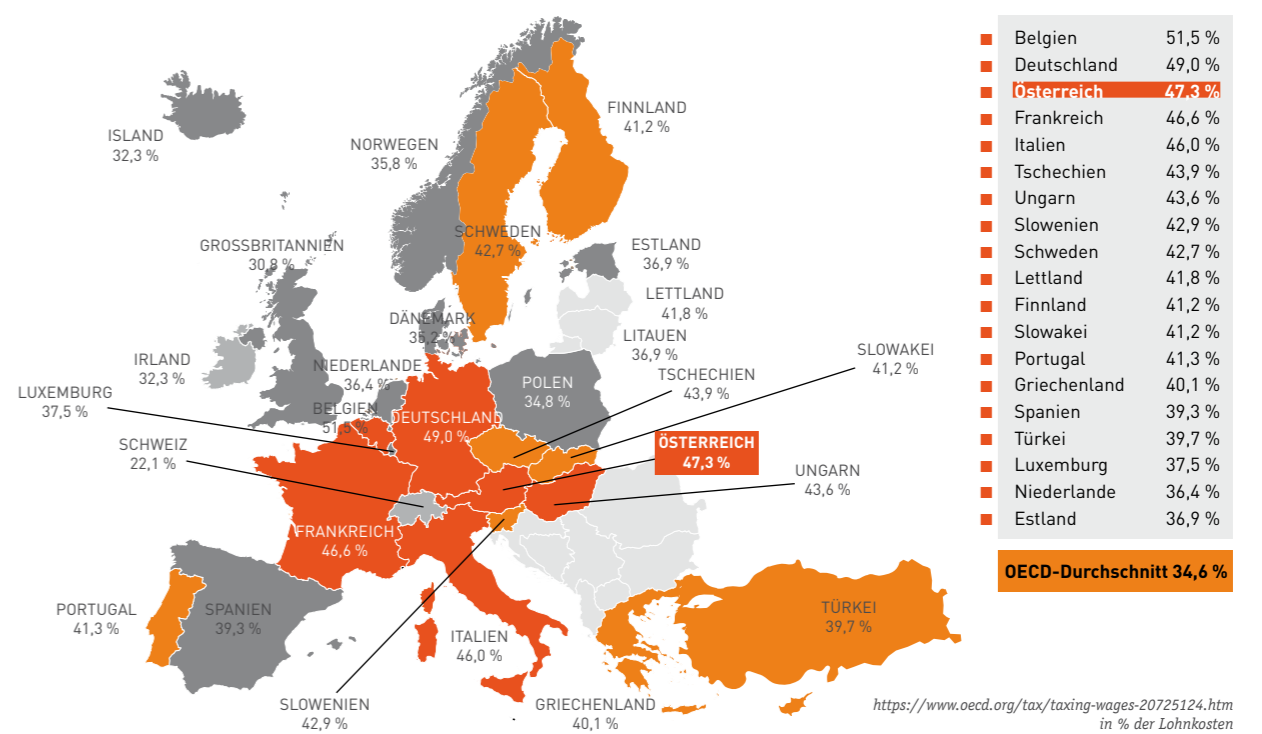 ISLAND
32,3 %
NORWEGEN
35,8 %
FINNLAND
41,2 %
GROSSBRITANNIEN
30,8 %
SCHWEDEN
42,7 %
ESTLAND
36,9 %
LETTLAND
41,8 %
DÄNEMARK
35,2 %
LITAUEN
36,9 %
IRLAND
32,3 %
NIEDERLANDE
36,4 %
POLEN
34,8 %
TSCHECHIEN
43,9 %
SLOWAKEI
41,2 %
LUXEMBURG
37,5 %
BELGIEN
51,5 %
DEUTSCHLAND
49,0 %
SCHWEIZ
22,1 %
ÖSTERREICH
47,3 %
UNGARN
43,6 %
FRANKREICH
46,6 %
PORTUGAL
41,3 %
SPANIEN
39,3 %
ITALIEN
46,0 %
TÜRKEI
39,7 %
SLOWENIEN
42,9 %
GRIECHENLAND
40,1 %
Belgien 51,5 %
Deutschland 49,0 %
Österreich 47,3 %
Frankreich 46,6 %
Italien 46,0 %
Tschechien 43,9 %
Ungarn 43,6 %
Slowenien 42,9 %
Schweden 42,7 %
Lettland 41,8 %
Finnland 41,2 %
Slowakei 41,2 %
Portugal 41,3 %
Griechenland 40,1 %
Spanien 39,3 %
Türkei 39,7 %
Luxemburg 37,5 %
Niederlande 36,4 %
Estland 36,9 %
OECD-Durchschnitt 34,6 %
https://www.oecd.org/tax/taxing-wages-20725124.htm
in % der Lohnkosten